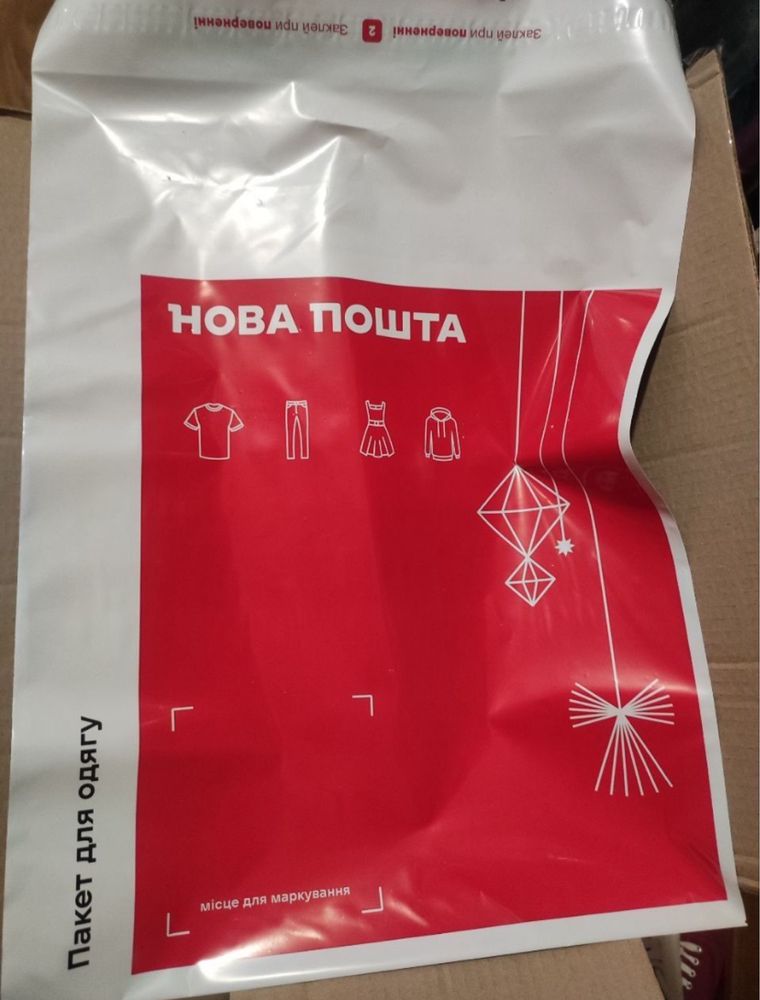 Заклей при поверненні 2 Заклей при поверненні
НОВА ПОШТА
Пакет для одягу
місце для маркування